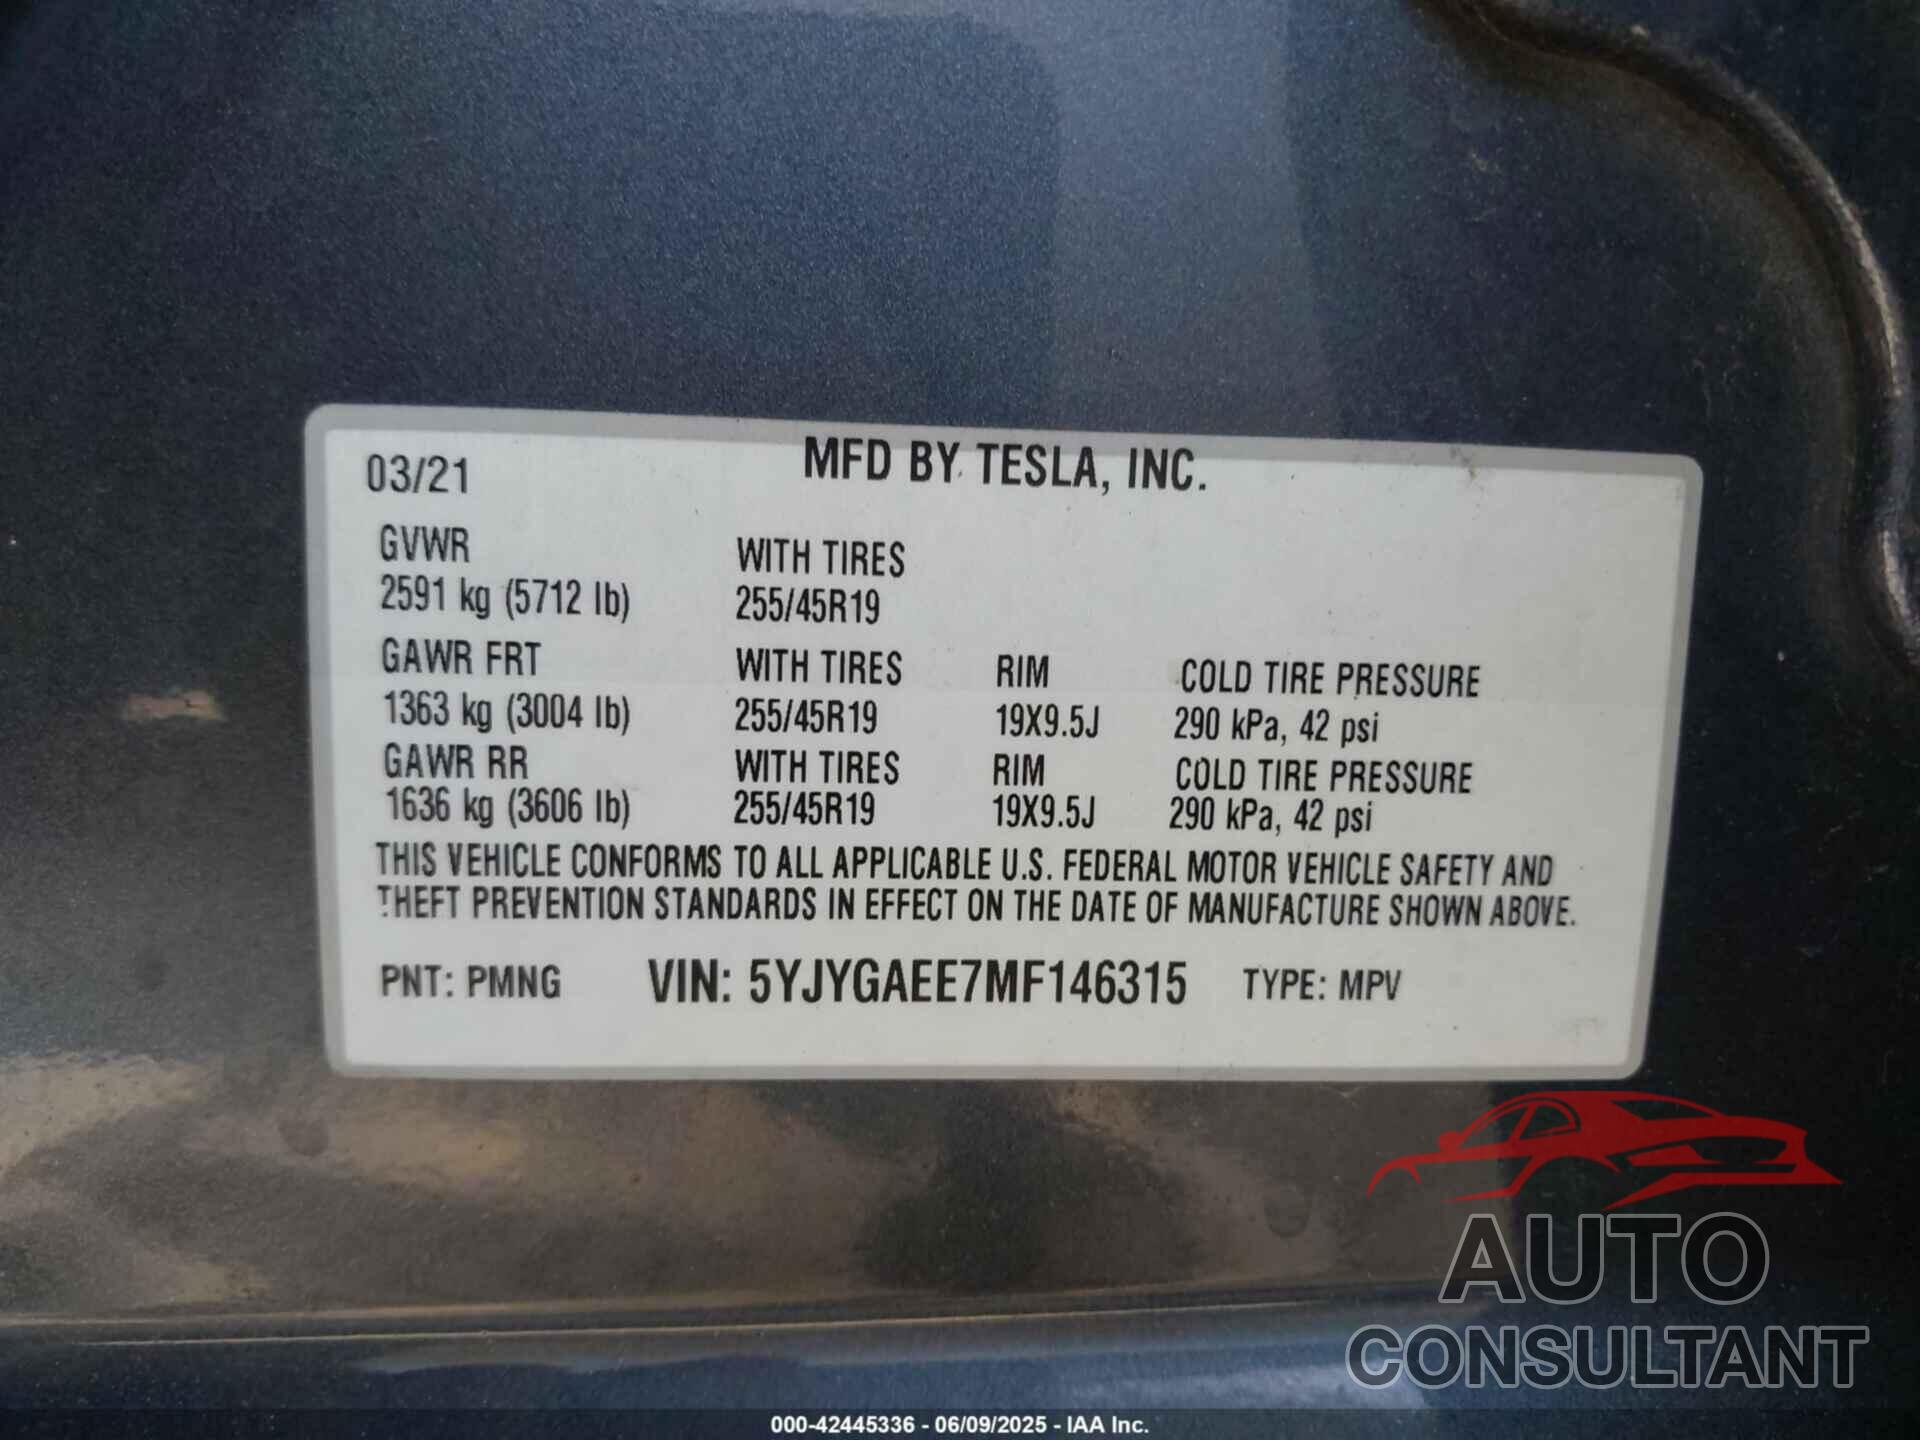 03/21 MFD BY TESLA, INC.
GVWR WITH TIRES
2591 kg (5712 lb) 255/45R19
GAWR FRT WITH TIRES RIM COLD TIRE PRESSURE
1363 kg (3004 lb) 255/45R19 19X9.5J 290 kPa, 42 psi
GAWR RR WITH TIRES RIM COLD TIRE PRESSURE
1636 kg (3606 lb) 255/45R19 19X9.5J 290 kPa, 42 psi
THIS VEHICLE CONFORMS TO ALL APPLICABLE U.S. FEDERAL MOTOR VEHICLE SAFETY AND
THEFT PREVENTION STANDARDS IN EFFECT ON THE DATE OF MANUFACTURE SHOWN ABOVE.
PNT: PMNG VIN: 5YJYGAEE7MF146315 TYPE: MPV
AUTO
CONSULTANT
000-42445336 - 06/09/2025 - IAA Inc.